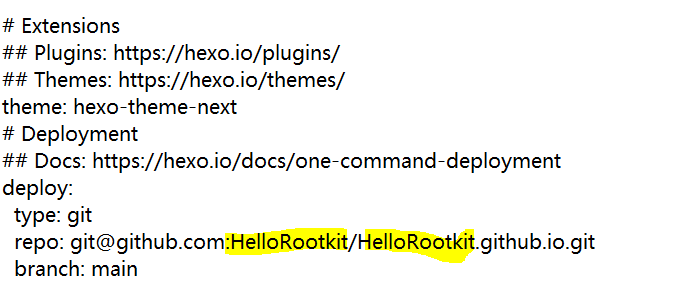 # Extensions
## Plugins: https://hexo.io/plugins/
## Themes: https://hexo.io/themes/
theme: hexo-theme-next
# Deployment
## Docs: https://hexo.io/docs/one-command-deployment
deploy:
  type: git
  repo: git@github.com:HelloRootkit/HelloRootkit.github.io.git
  branch: main